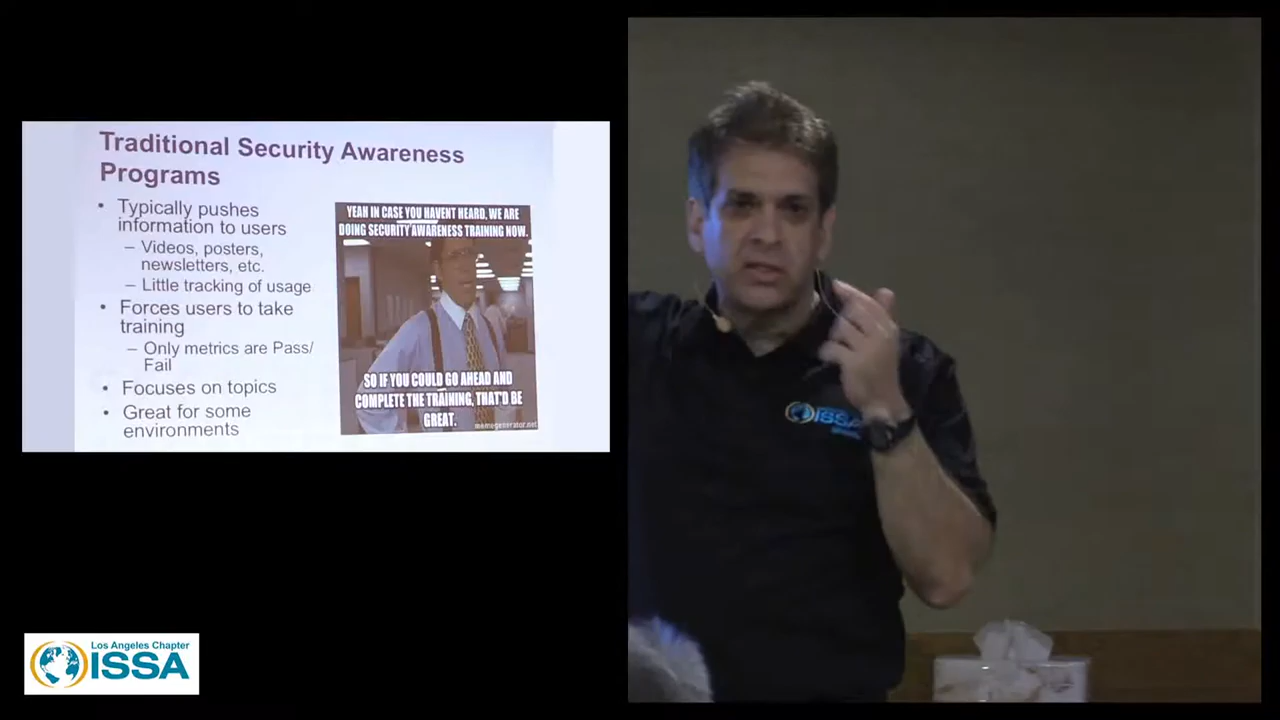 Traditional Security Awareness
Programs
• Typically pushes
information to users
– Videos, posters,
newsletters, etc.
– Little tracking of usage
• Forces users to take
training
– Only metrics are Pass/
Fail
• Focuses on topics
• Great for some
environments
YEAH IN CASE YOU HAVENT HEARD, WE ARE
DOING SECURITY AWARENESS TRAINING NOW.
SO IF YOU COULD GO AHEAD AND
COMPLETE THE TRAINING, THAT'D BE
GREAT.
memegenerator.net
ISSA
Los Angeles Chapter
ISSA